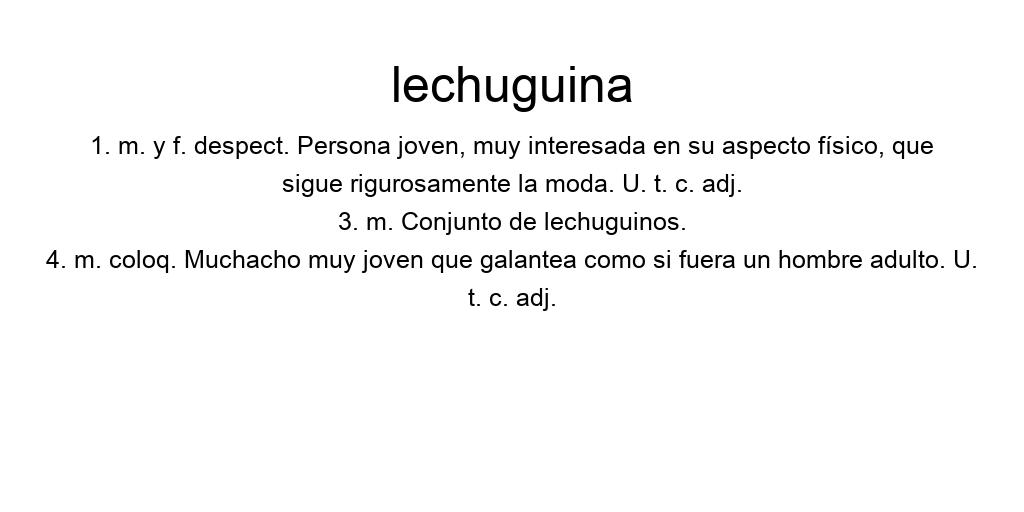 lechuguina
1. m. y f. despect. Persona joven, muy interesada en su aspecto físico, que
sigue rigurosamente la moda. U. t. c. adj.
3. m. Conjunto de lechuguinos.
4. m. coloq. Muchacho muy joven que galantea como si fuera un hombre adulto. U.
t. c. adj.